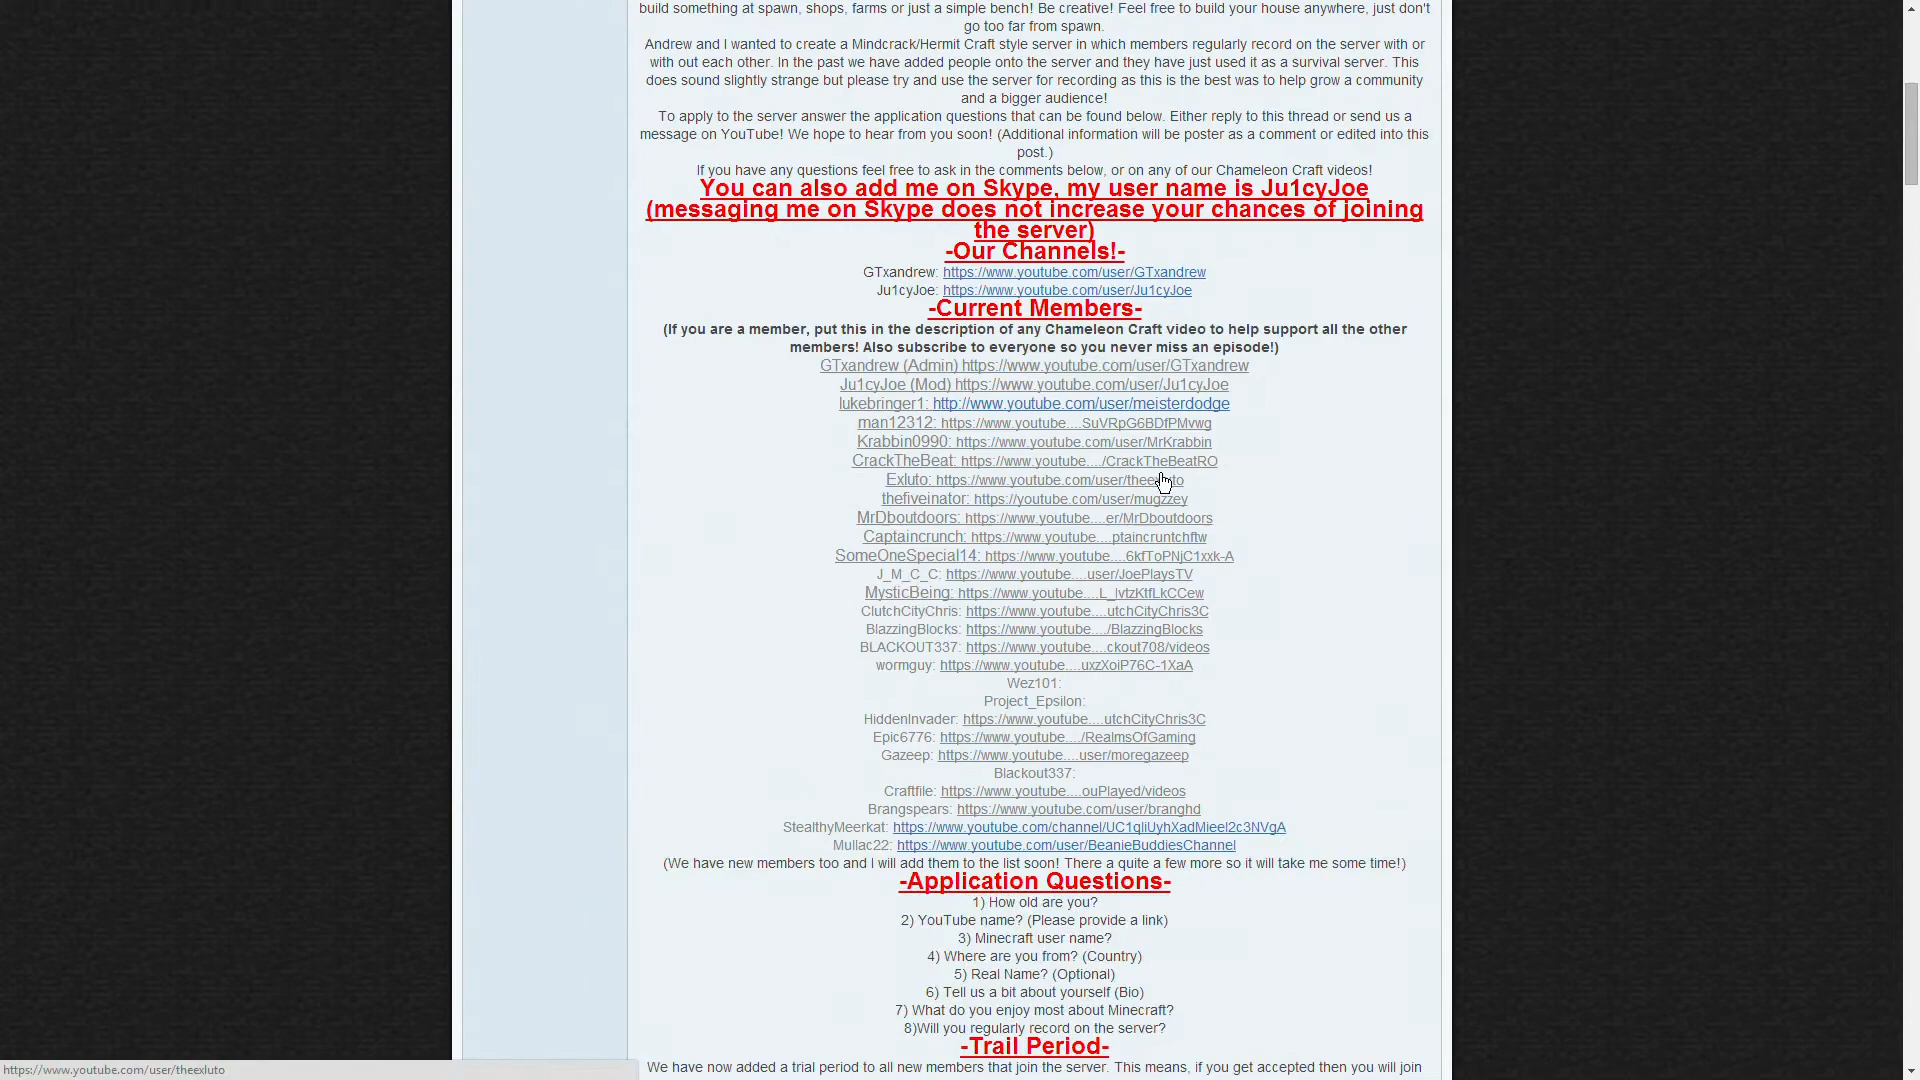 build something at spawn, shops, farms or just a simple bench! Be creative! Feel free to build your house anywhere, just don't
go too far from spawn.
Andrew and I wanted to create a Mindcrack/Hermit Craft style server in which members regularly record on the server with or
with out each other. In the past we have added people onto the server and they have just used it as a survival server. This
does sound slightly strange but please try and use the server for recording as this is the best was to help grow a community
and a bigger audience!
To apply to the server answer the application questions that can be found below. Either reply to this thread or send us a
message on YouTube! We hope to hear from you soon! (Additional information will be poster as a comment or edited into this
post.)
If you have any questions feel free to ask in the comments below, or on any of our Chameleon Craft videos!
You can also add me on Skype, my user name is Ju1cyJoe
(messaging me on Skype does not increase your chances of joining
the server)
-Our Channels!-
GTxandrew: https://www.youtube.com/user/GTxandrew
Ju1cyJoe: https://www.youtube.com/user/Ju1cyJoe
-Current Members-
(If you are a member, put this in the description of any Chameleon Craft video to help support all the other
members! Also subscribe to everyone so you never miss an episode!)
GTxandrew (Admin) https://www.youtube.com/user/GTxandrew
Ju1cyJoe (Mod) https://www.youtube.com/user/Ju1cyJoe
lukebringer1: http://www.youtube.com/user/meisterdodge
man12312: https://www.youtube....SuVRpG6BDfPMvwg
Krabbin0990: https://www.youtube.com/user/MrKrabbin
CrackTheBeat: https://www.youtube..../CrackTheBeatRO
Exluto: https://www.youtube.com/user/theexluto
thefiveinator: https://youtube.com/user/mugzzey
MrDboutdoors: https://www.youtube....er/MrDboutdoors
Captaincrunch: https://www.youtube....ptaincruntchftw
SomeOneSpecial14: https://www.youtube....6kfToPNjC1xxk-A
J_M_C_C: https://www.youtube....user/JoePlaysTV
MysticBeing: https://www.youtube....L_lvtzKtfLkCCew
ClutchCityChris: https://www.youtube....utchCityChris3C
BlazzingBlocks: https://www.youtube..../BlazzingBlocks
BLACKOUT337: https://www.youtube....ckout708/videos
wormguy: https://www.youtube....uxzXoiP76C-1XaA
Wez101:
Project_Epsilon:
HiddenInvader: https://www.youtube....utchCityChris3C
Epic6776: https://www.youtube..../RealmsOfGaming
Gazeep: https://www.youtube....user/moregazeep
Blackout337:
Craftfile: https://www.youtube....ouPlayed/videos
Brangspears: https://www.youtube.com/user/branghd
StealthyMeerkat: https://www.youtube.com/channel/UC1qliUyhXadMieel2c3NVgA
Mullac22: https://www.youtube.com/user/BeanieBuddiesChannel
(We have new members too and I will add them to the list soon! There a quite a few more so it will take me some time!)
-Application Questions-
1) How old are you?
2) YouTube name? (Please provide a link)
3) Minecraft user name?
4) Where are you from? (Country)
5) Real Name? (Optional)
6) Tell us a bit about yourself (Bio)
7) What do you enjoy most about Minecraft?
8)Will you regularly record on the server?
-Trail Period-
We have now added a trial period to all new members that join the server. This means, if you get accepted then you will join
https://www.youtube.com/user/theexluto